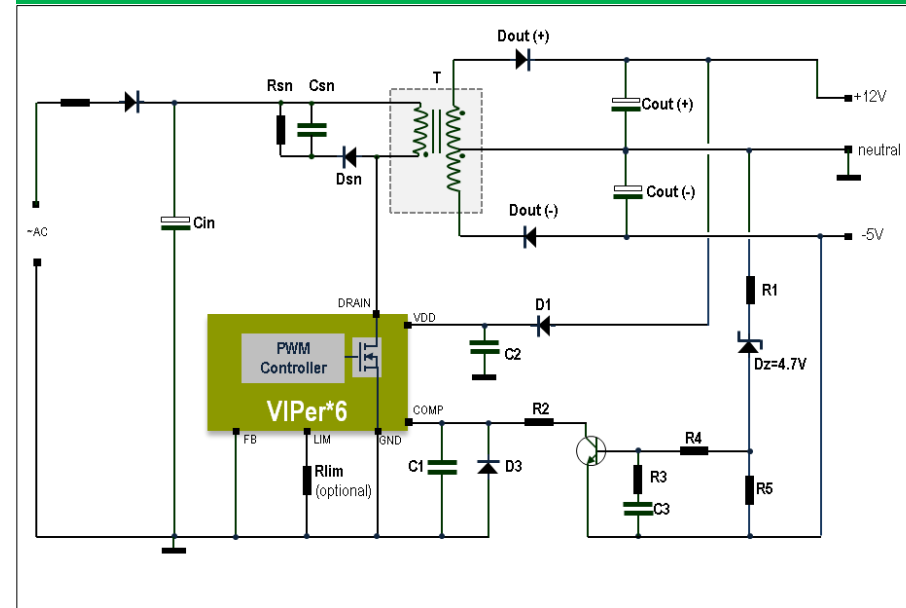 Dout (+)
T
Rsn
Csn
+12V
Cout (+)
neutral
Dsn
Cout (-)
Dout (-)
-5V
~AC
Cin
R1
DRAIN
VDD
D1
PWM
Controller
C2
Dz=4.7V
VIPer*6
COMP
R2
FB
LIM
GND
R4
C1
D3
Rlim
(optional)
R3
R5
C3